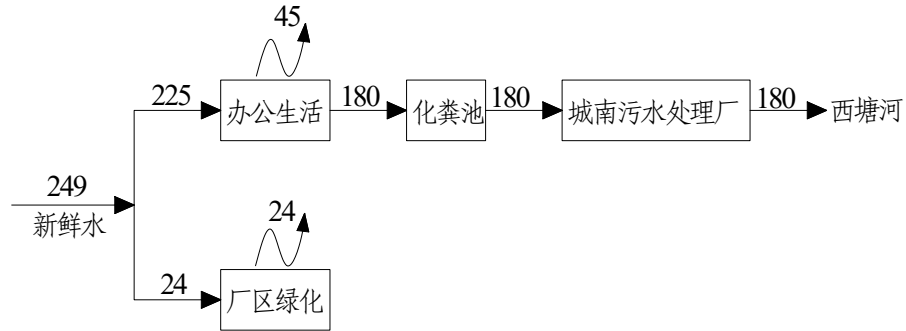 45
225
办公生活
180
化粪池
180
城南污水处理厂
180
西塘河
249
新鲜水
24
24
厂区绿化